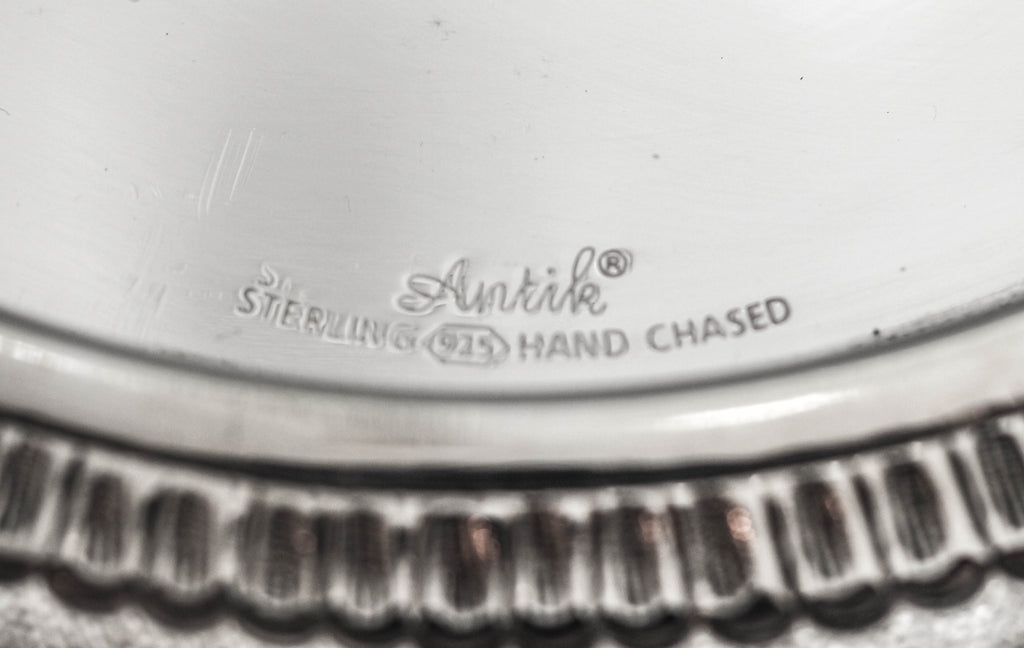 Antik®
STERLING 925 HAND CHASED